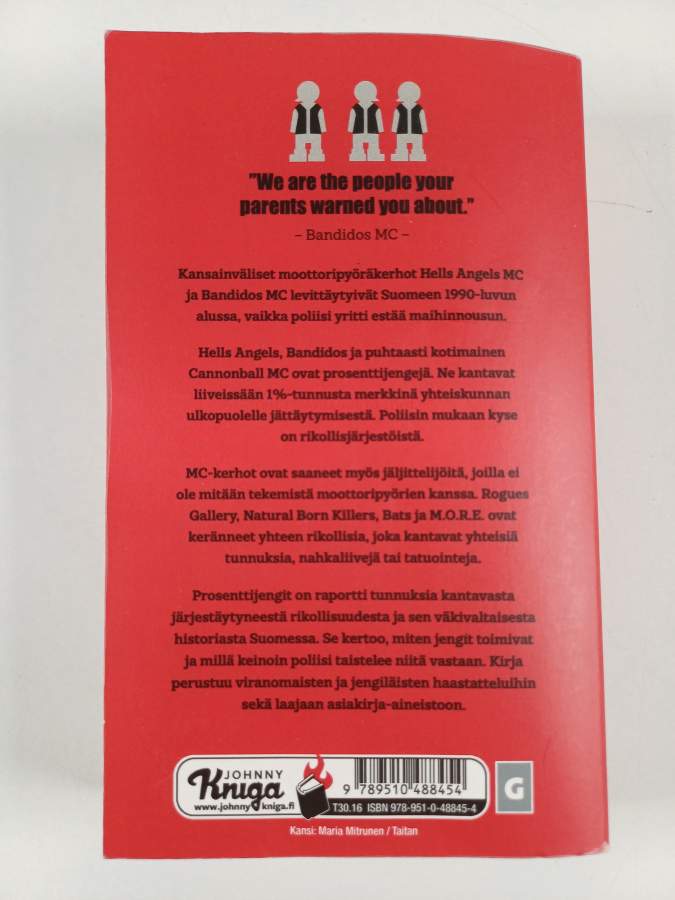 "We are the people your
parents warned you about."
– Bandidos MC –
Kansainväliset moottoripyöräkerhot Hells Angels MC
ja Bandidos MC levittäytyivät Suomeen 1990-luvun
alussa, vaikka poliisi yritti estää maihinnousun.
Hells Angels, Bandidos ja puhtaasti kotimainen
Cannonball MC ovat prosenttijengejä. Ne kantavat
liiveissään 1%-tunnusta merkkinä yhteiskunnan
ulkopuolelle jättäytymisestä. Poliisin mukaan kyse
on rikollisjärjestöistä.
MC-kerhot ovat saaneet myös jäljittelijöitä, joilla ei
ole mitään tekemistä moottoripyörien kanssa. Rogues
Gallery, Natural Born Killers, Bats ja M.O.R.E. ovat
keränneet yhteen rikollisia, joka kantavat yhteisiä
tunnuksia, nahkaliivejä tai tatuointeja.
Prosenttijengit on raportti tunnuksia kantavasta
järjestäytyneestä rikollisuudesta ja sen väkivaltaisesta
historiasta Suomessa. Se kertoo, miten jengit toimivat
ja millä keinoin poliisi taistelee niitä vastaan. Kirja
perustuu viranomaisten ja jengiläisten haastatteluihin
sekä laajaan asiakirja-aineistoon.
JOHNNY
Kniga
www.johnnykniga.fi
9 789510 488454
T30.16 ISBN 978-951-0-48845-4
G
Kansi: Maria Mitrunen / Taitan